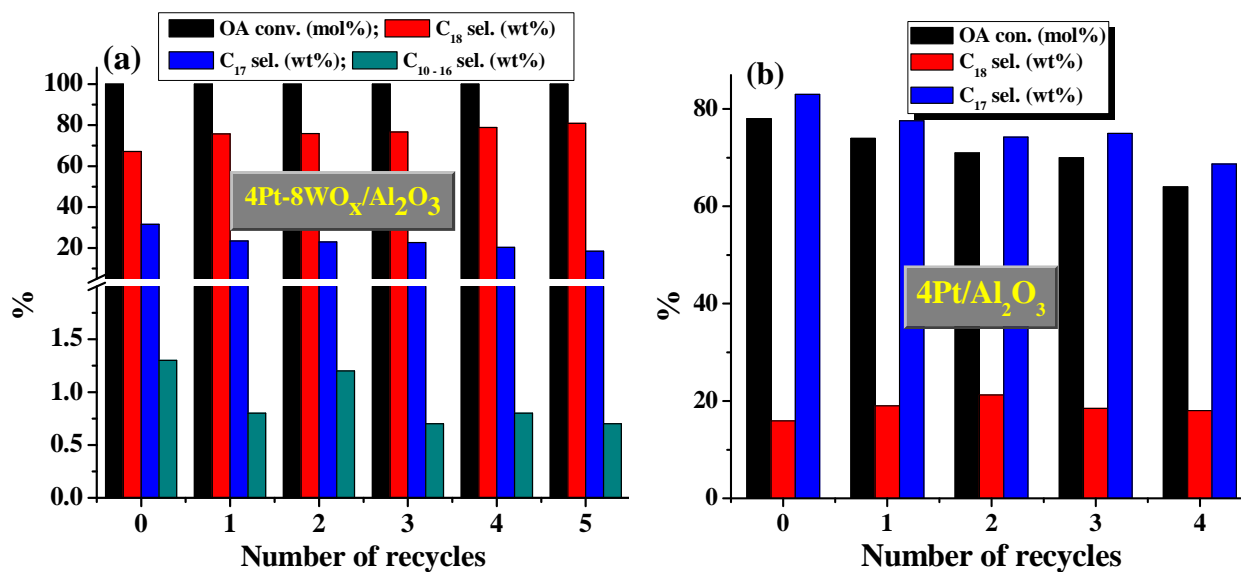 (a)
OA conv. (mol%); C₁₈ sel. (wt%)
C₁₇ sel. (wt%); C₁₀₋₁₆ sel. (wt%)
100
80
60
40
20
1.5
1.0
0.5
0.0
%
4Pt-8WOₓ/Al₂O₃
0 1 2 3 4 5
Number of recycles
(b)
OA con. (mol%)
C₁₈ sel. (wt%)
C₁₇ sel. (wt%)
80
60
40
20
0
%
4Pt/Al₂O₃
0 1 2 3 4
Number of recycles